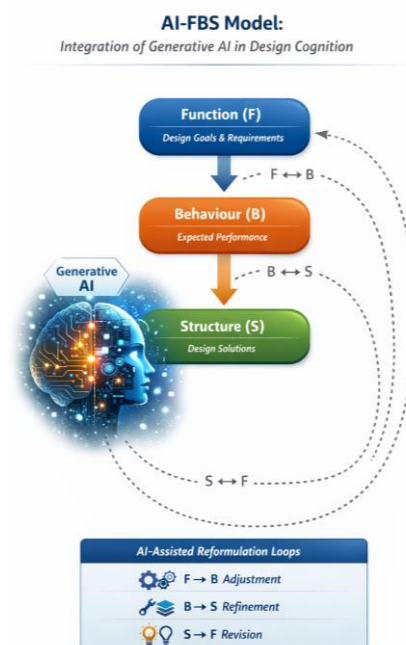 AI-FBS Model:
Integration of Generative AI in Design Cognition
Function (F)
Design Goals & Requirements
F ↔ B
Behaviour (B)
Expected Performance
Generative
AI
B ↔ S
Structure (S)
Design Solutions
S ↔ F
AI-Assisted Reformulation Loops
F → B Adjustment
B → S Refinement
S → F Revision